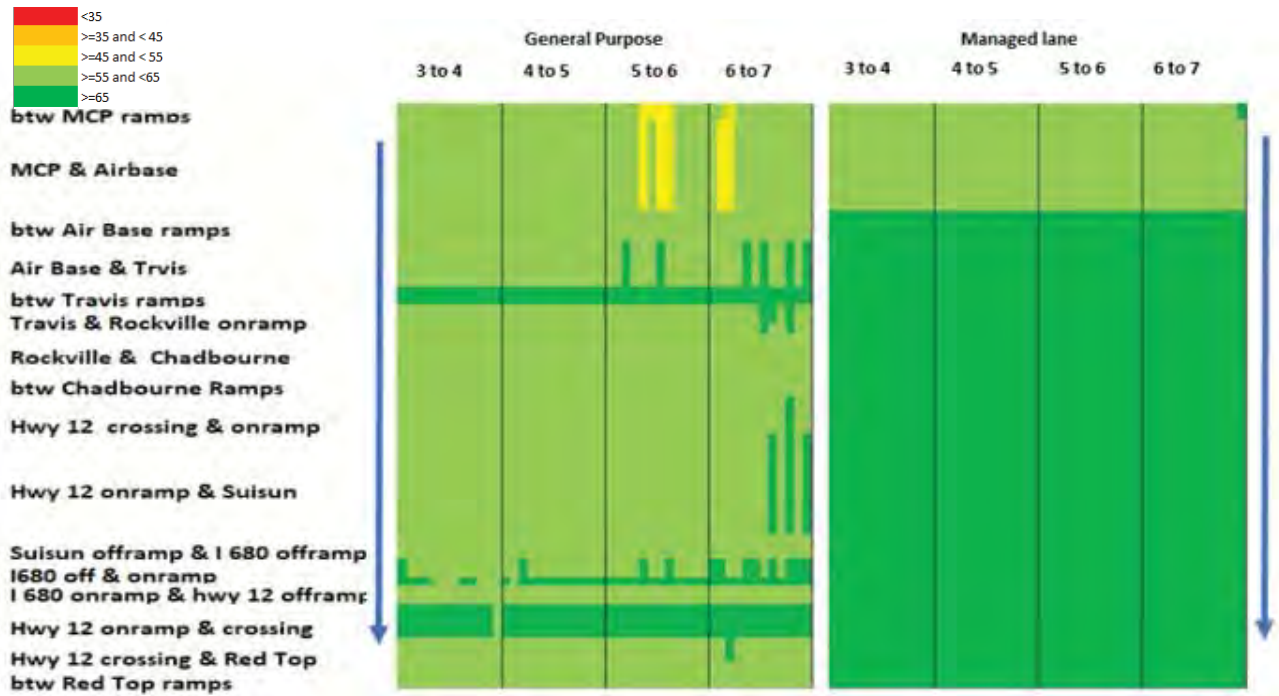 <35
>=35 and < 45
>=45 and < 55
>=55 and <65
>=65
General Purpose
Managed lane
3 to 4 4 to 5 5 to 6 6 to 7
3 to 4 4 to 5 5 to 6 6 to 7
btw MCP ramps
MCP & Airbase
btw Air Base ramps
Air Base & Trvis
btw Travis ramps
Travis & Rockville onramp
Rockville & Chadbourne
btw Chadbourne Ramps
Hwy 12 crossing & onramp
Hwy 12 onramp & Suisun
Suisun offramp & I 680 offramp
I680 off & onramp
I 680 onramp & hwy 12 offramp
Hwy 12 onramp & crossing
Hwy 12 crossing & Red Top
btw Red Top ramps